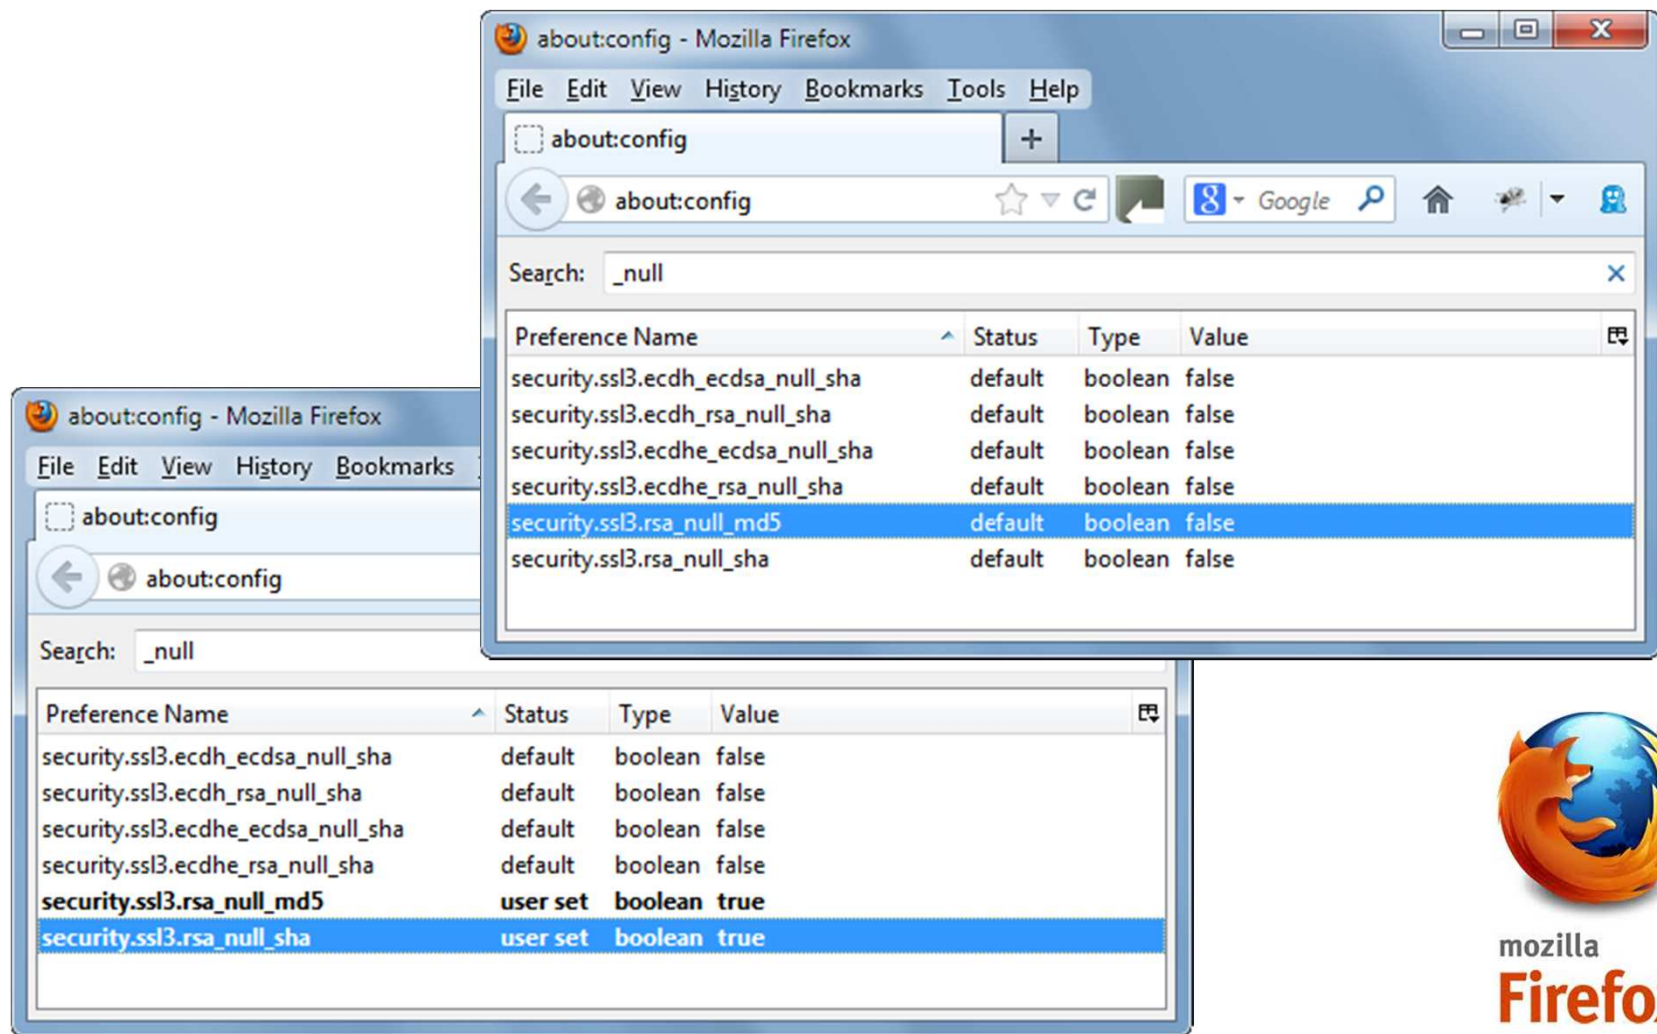 about:config - Mozilla Firefox
File Edit View History Bookmarks Tools Help
about:config
about:config
Google
Search: _null
Preference Name Status Type Value
security.ssl3.ecdh_ecdsa_null_sha default boolean false
security.ssl3.ecdh_rsa_null_sha default boolean false
security.ssl3.ecdhe_ecdsa_null_sha default boolean false
security.ssl3.ecdhe_rsa_null_sha default boolean false
security.ssl3.rsa_null_md5 default boolean false
security.ssl3.rsa_null_sha default boolean false
about:config - Mozilla Firefox
File Edit View History Bookmarks
about:config
about:config
Search: _null
Preference Name Status Type Value
security.ssl3.ecdh_ecdsa_null_sha default boolean false
security.ssl3.ecdh_rsa_null_sha default boolean false
security.ssl3.ecdhe_ecdsa_null_sha default boolean false
security.ssl3.ecdhe_rsa_null_sha default boolean false
security.ssl3.rsa_null_md5 user set boolean true
security.ssl3.rsa_null_sha user set boolean true
mozilla
Firefox